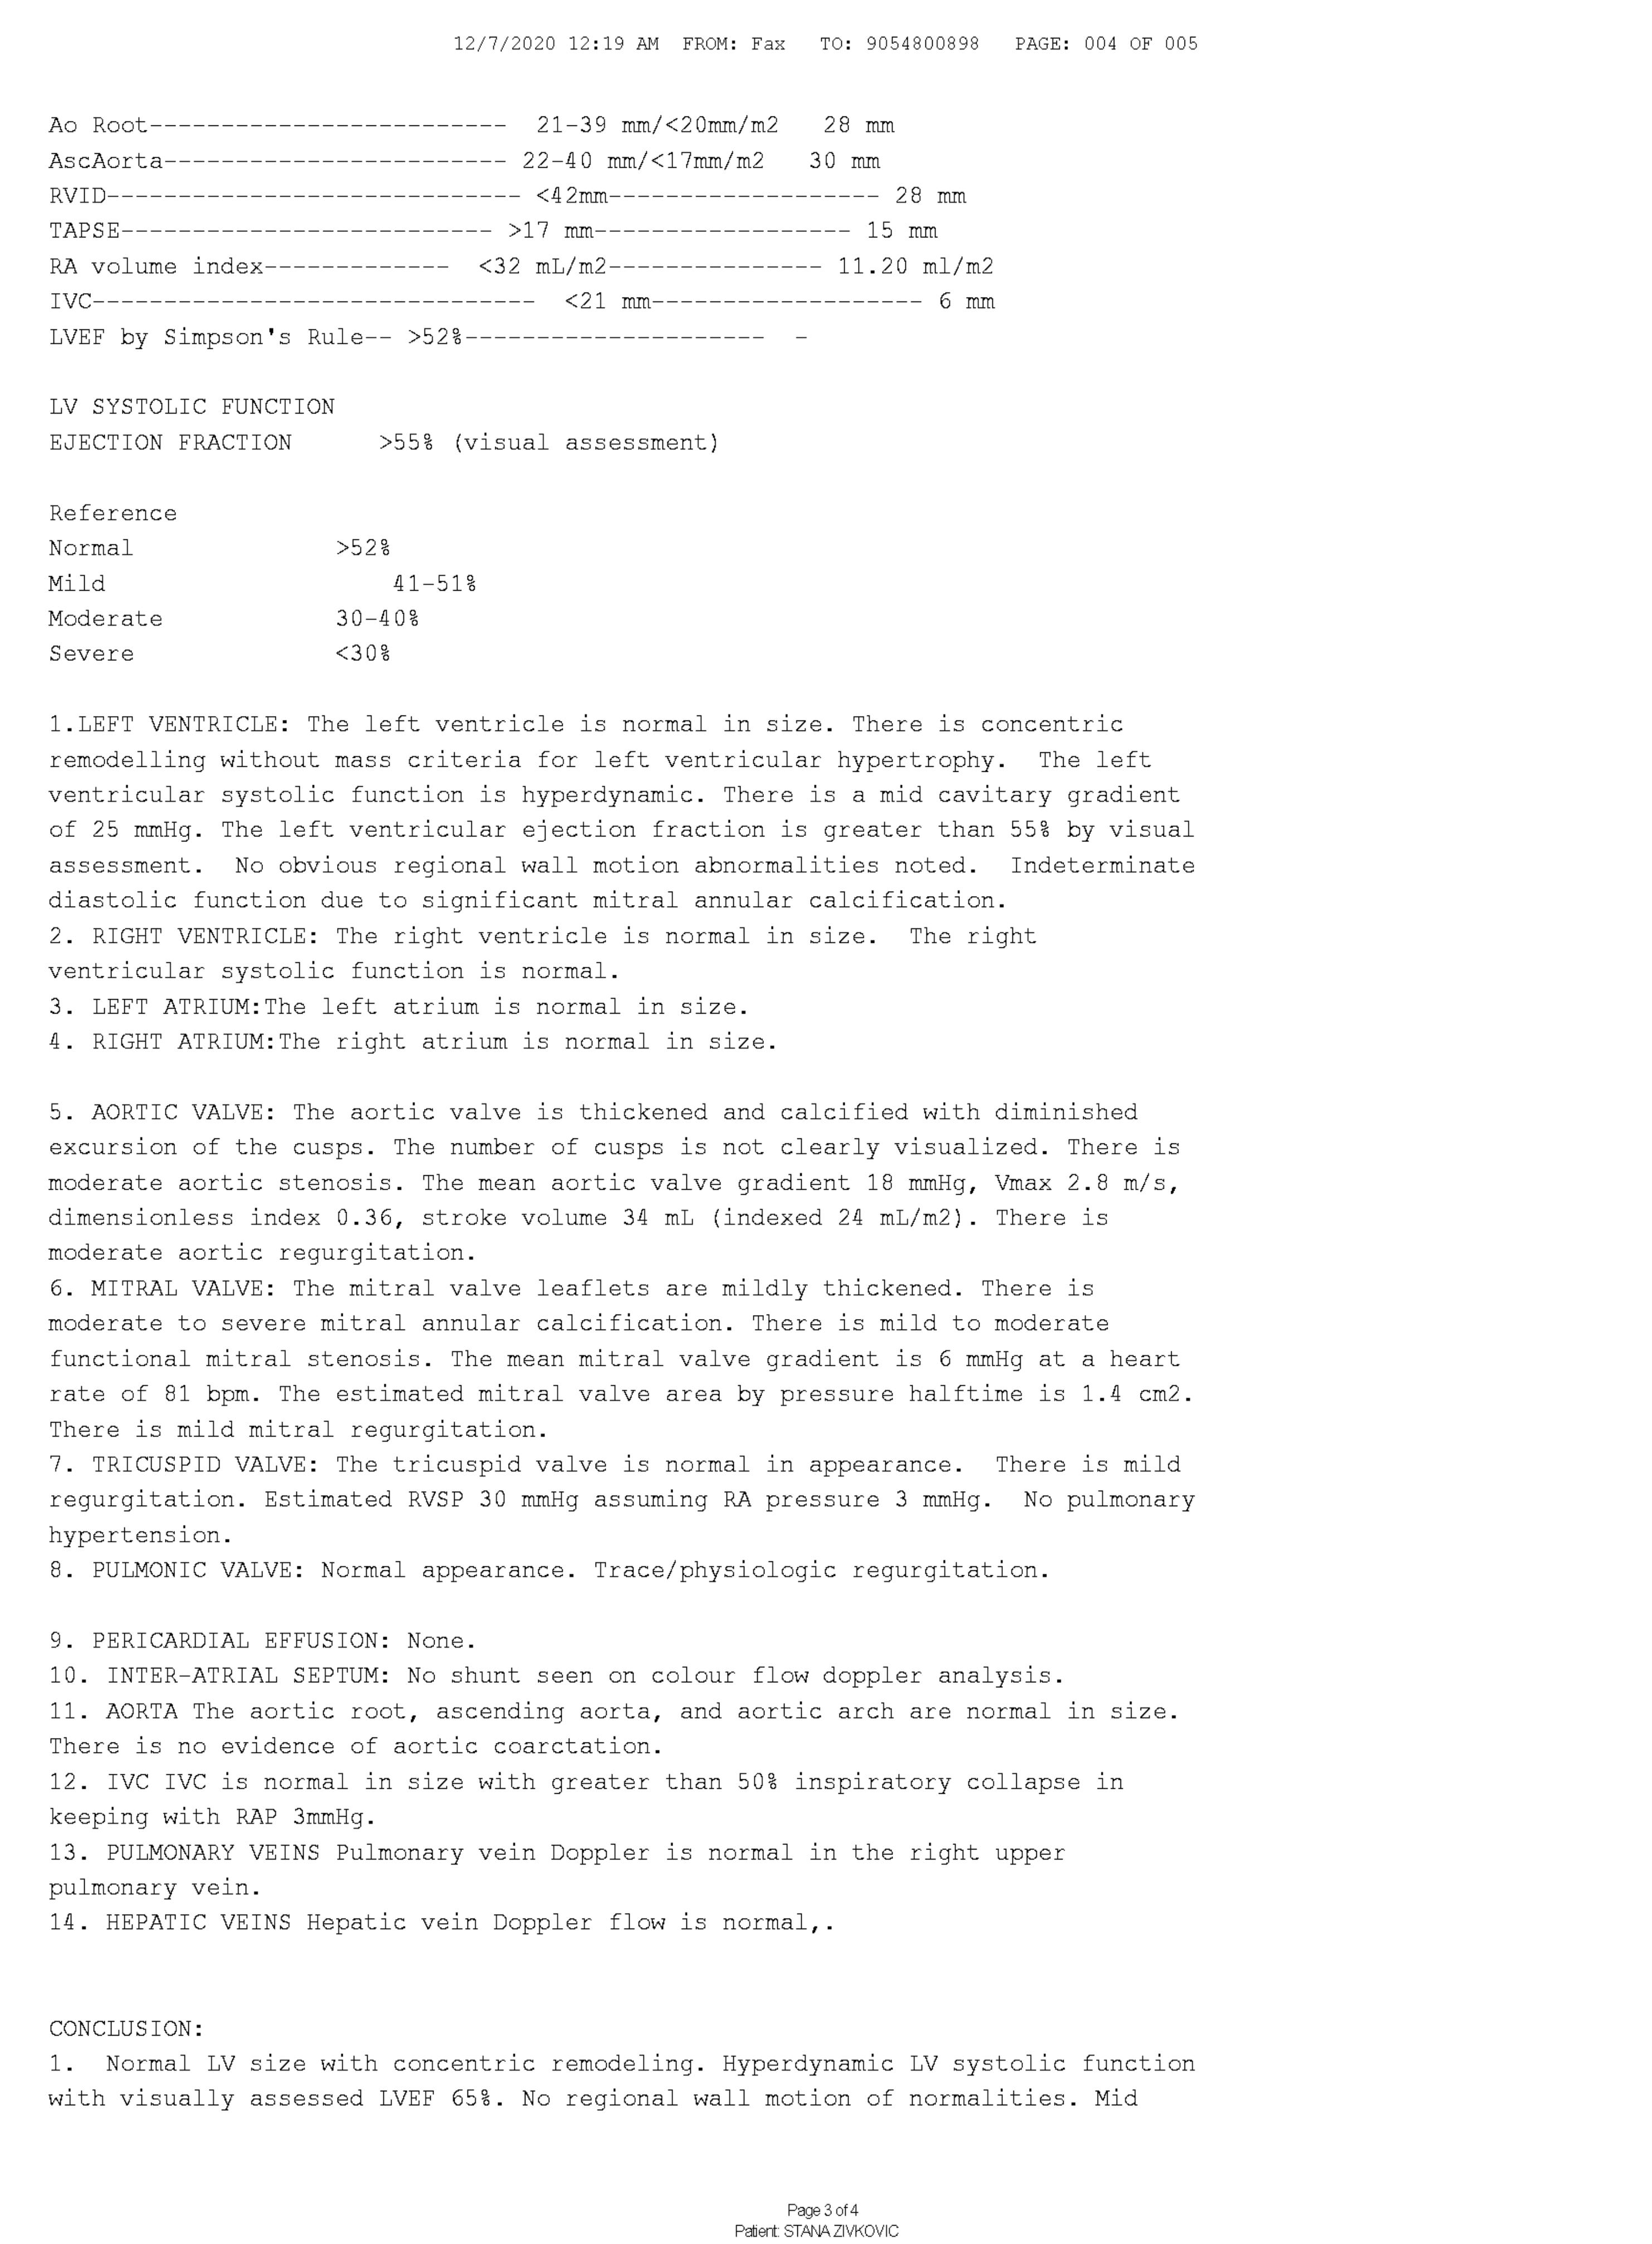 12/7/2020 12:19 AM  FROM: Fax   TO: 9054800898   PAGE: 004 OF 005
Ao Root-------------------------  21-39 mm/<20mm/m2   28 mm
AscAorta------------------------ 22-40 mm/<17mm/m2   30 mm
RVID----------------------------- <42mm------------------- 28 mm
TAPSE-------------------------- >17 mm------------------ 15 mm
RA volume index-------------  <32 mL/m2--------------- 11.20 ml/m2
IVC-------------------------------  <21 mm------------------- 6 mm
LVEF by Simpson's Rule-- >52%---------------------  -
LV SYSTOLIC FUNCTION
EJECTION FRACTION      >55% (visual assessment)
Reference
Normal              >52%
Mild                    41-51%
Moderate            30-40%
Severe              <30%
1.LEFT VENTRICLE: The left ventricle is normal in size. There is concentric
remodelling without mass criteria for left ventricular hypertrophy.  The left
ventricular systolic function is hyperdynamic. There is a mid cavitary gradient
of 25 mmHg. The left ventricular ejection fraction is greater than 55% by visual
assessment.  No obvious regional wall motion abnormalities noted.  Indeterminate
diastolic function due to significant mitral annular calcification.
2. RIGHT VENTRICLE: The right ventricle is normal in size.  The right
ventricular systolic function is normal.
3. LEFT ATRIUM:The left atrium is normal in size.
4. RIGHT ATRIUM:The right atrium is normal in size.
5. AORTIC VALVE: The aortic valve is thickened and calcified with diminished
excursion of the cusps. The number of cusps is not clearly visualized. There is
moderate aortic stenosis. The mean aortic valve gradient 18 mmHg, Vmax 2.8 m/s,
dimensionless index 0.36, stroke volume 34 mL (indexed 24 mL/m2). There is
moderate aortic regurgitation.
6. MITRAL VALVE: The mitral valve leaflets are mildly thickened. There is
moderate to severe mitral annular calcification. There is mild to moderate
functional mitral stenosis. The mean mitral valve gradient is 6 mmHg at a heart
rate of 81 bpm. The estimated mitral valve area by pressure halftime is 1.4 cm2.
There is mild mitral regurgitation.
7. TRICUSPID VALVE: The tricuspid valve is normal in appearance.  There is mild
regurgitation. Estimated RVSP 30 mmHg assuming RA pressure 3 mmHg.  No pulmonary
hypertension.
8. PULMONIC VALVE: Normal appearance. Trace/physiologic regurgitation.
9. PERICARDIAL EFFUSION: None.
10. INTER-ATRIAL SEPTUM: No shunt seen on colour flow doppler analysis.
11. AORTA The aortic root, ascending aorta, and aortic arch are normal in size.
There is no evidence of aortic coarctation.
12. IVC IVC is normal in size with greater than 50% inspiratory collapse in
keeping with RAP 3mmHg.
13. PULMONARY VEINS Pulmonary vein Doppler is normal in the right upper
pulmonary vein.
14. HEPATIC VEINS Hepatic vein Doppler flow is normal,.
CONCLUSION:
1.  Normal LV size with concentric remodeling. Hyperdynamic LV systolic function
with visually assessed LVEF 65%. No regional wall motion of normalities. Mid
Page 3 of 4
Patient: STANA ZIVKOVIC